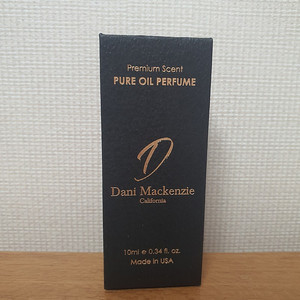 Premium Scent
PURE OIL PERFUME
D
Dani Mackenzie
California
10ml e 0.34 fl. oz.
Made in USA